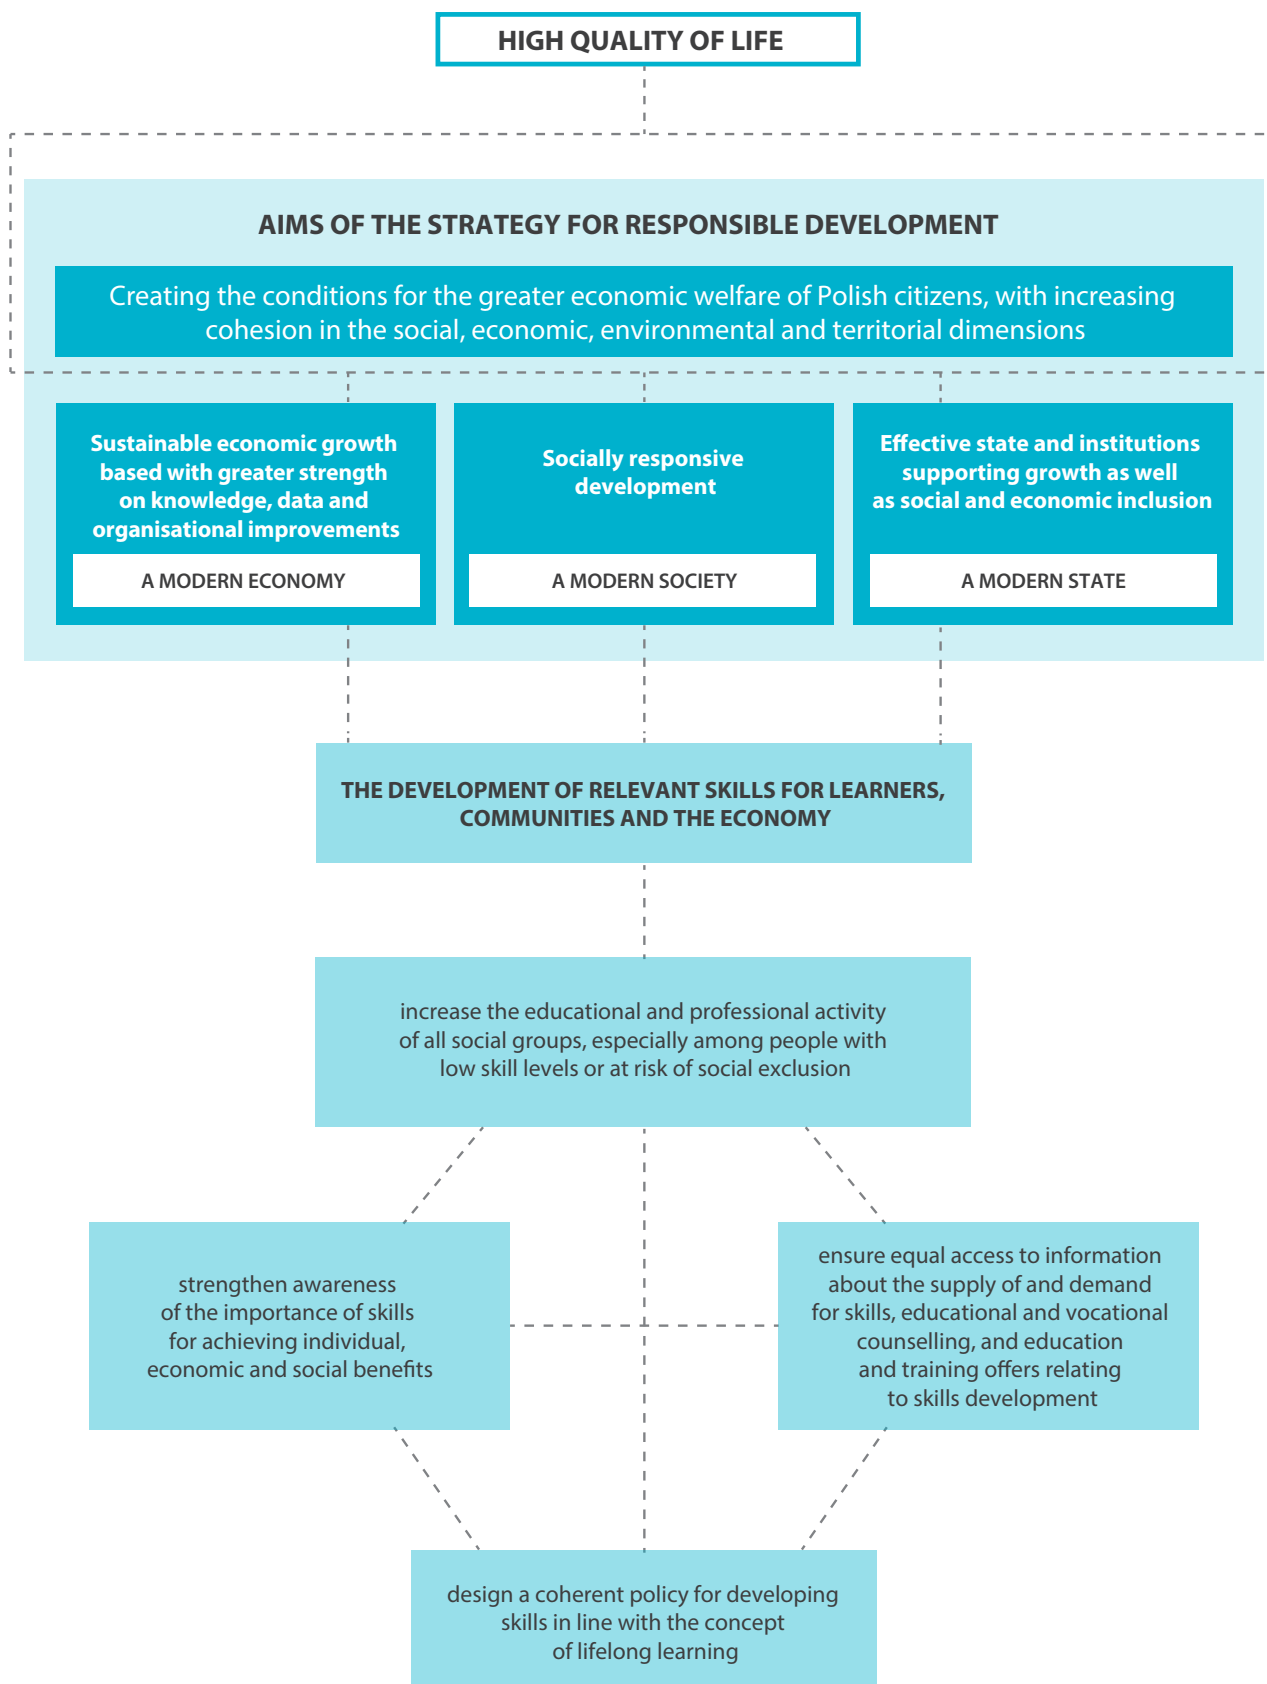 HIGH QUALITY OF LIFE
AIMS OF THE STRATEGY FOR RESPONSIBLE DEVELOPMENT
Creating the conditions for the greater economic welfare of Polish citizens, with increasing
cohesion in the social, economic, environmental and territorial dimensions
Sustainable economic growth
based with greater strength
on knowledge, data and
organisational improvements
A MODERN ECONOMY
Socially responsive
development
A MODERN SOCIETY
Effective state and institutions
supporting growth as well
as social and economic inclusion
A MODERN STATE
THE DEVELOPMENT OF RELEVANT SKILLS FOR LEARNERS,
COMMUNITIES AND THE ECONOMY
increase the educational and professional activity
of all social groups, especially among people with
low skill levels or at risk of social exclusion
strengthen awareness
of the importance of skills
for achieving individual,
economic and social benefits
ensure equal access to information
about the supply of and demand
for skills, educational and vocational
counselling, and education
and training offers relating
to skills development
design a coherent policy for developing
skills in line with the concept
of lifelong learning